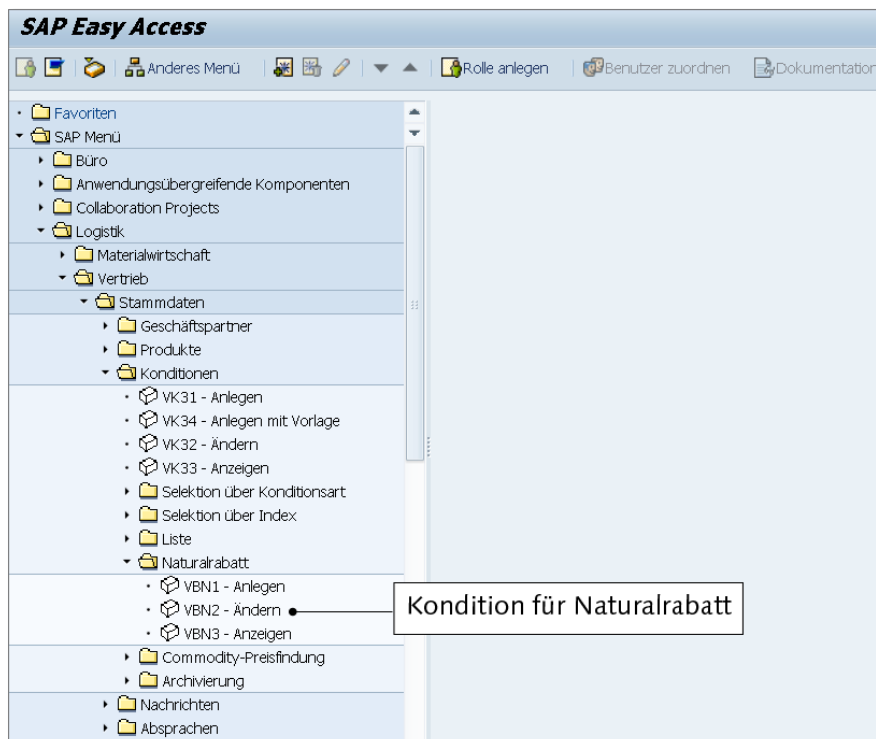 SAP Easy Access
Anderes Menü Rolle anlegen Benutzer zuordnen Dokumentation
Favoriten
SAP Menü
Büro
Anwendungsübergreifende Komponenten
Collaboration Projects
Logistik
Materialwirtschaft
Vertrieb
Stammdaten
Geschäftspartner
Produkte
Konditionen
VK31 - Anlegen
VK34 - Anlegen mit Vorlage
VK32 - Ändern
VK33 - Anzeigen
Selektion über Konditionsart
Selektion über Index
Liste
Naturalrabatt
VBN1 - Anlegen
VBN2 - Ändern Kondition für Naturalrabatt
VBN3 - Anzeigen
Commodity-Preisfindung
Archivierung
Nachrichten
Absprachen